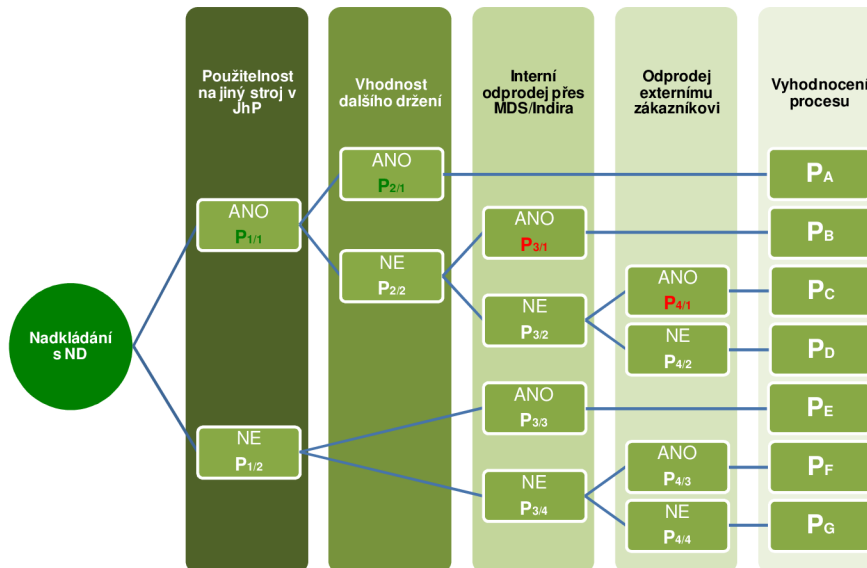 Použitelnost
na jiný stroj v
JhP
Vhodnost
dalšího držení
Interní
odprodej přes
MDS/Indira
Odprodej
externímu
zákazníkovi
Vyhodnocení
procesu
Nadkládání
s ND
ANO
P1/1
NE
P1/2
ANO
P2/1
NE
P2/2
ANO
P3/1
NE
P3/2
ANO
P3/3
NE
P3/4
ANO
P4/1
NE
P4/2
ANO
P4/3
NE
P4/4
PA
PB
PC
PD
PE
PF
PG